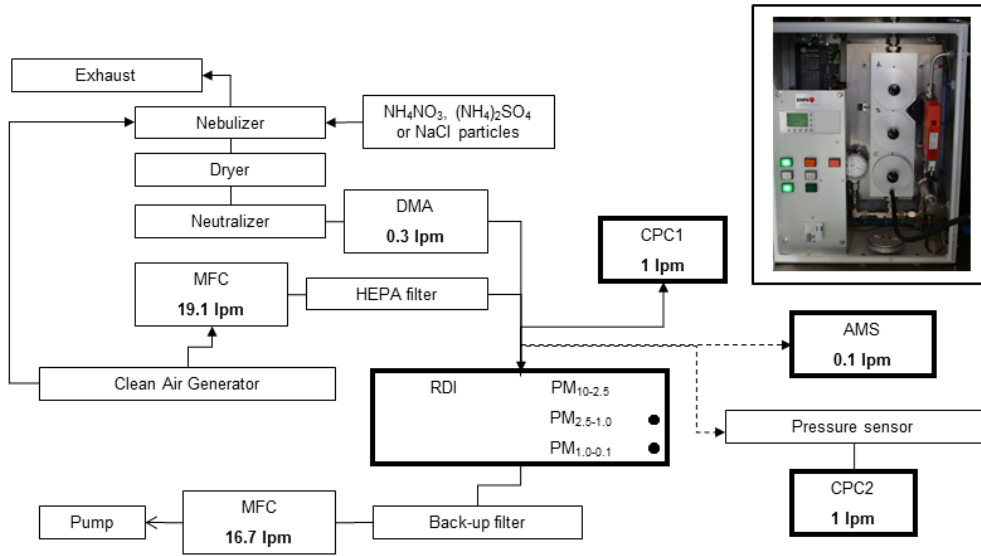 Exhaust
Nebulizer
NH₄NO₃, (NH₄)₂SO₄
or NaCl particles
Dryer
Neutralizer
DMA
0.3 lpm
CPC1
1 lpm
MFC
19.1 lpm
HEPA filter
AMS
0.1 lpm
Clean Air Generator
RDI
PM₁₀₋₂.₅
PM₂.₅₋₁.₀
PM₁.₀₋₀.₁
Pressure sensor
CPC2
1 lpm
MFC
16.7 lpm
Pump
Back-up filter